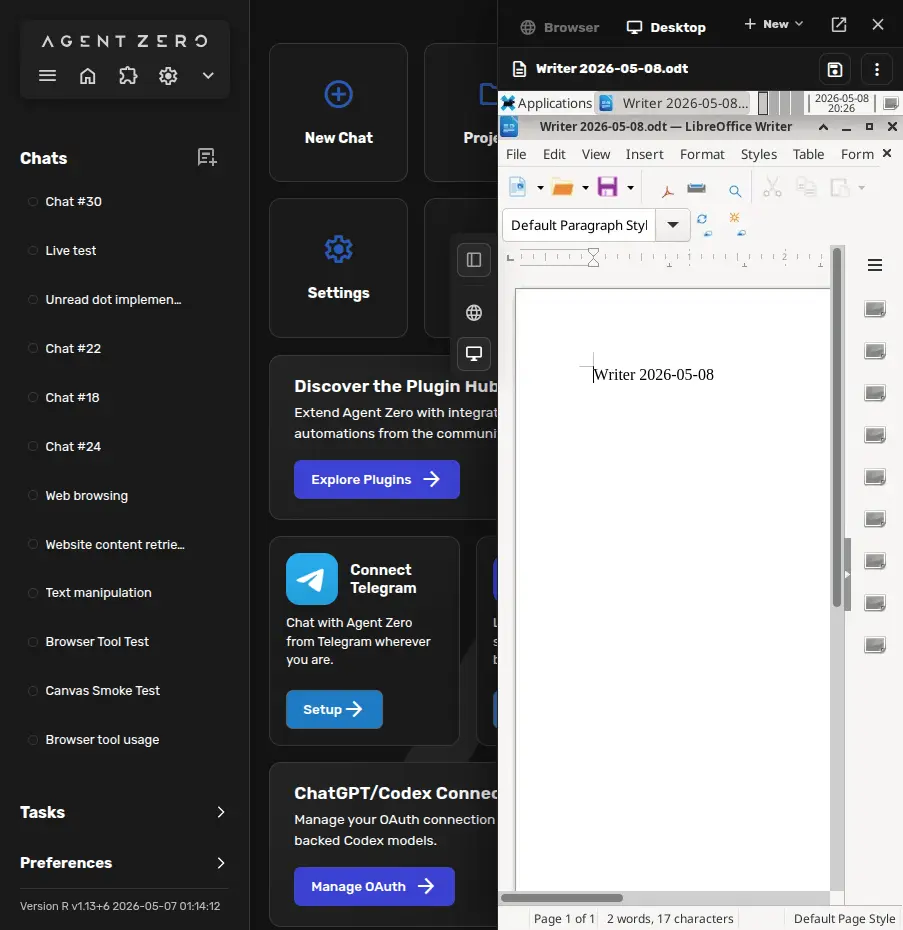 AGENT ZERO
Chats
Chat #30
Live test
Unread dot implemen...
Chat #22
Chat #18
Chat #24
Web browsing
Website content retrie...
Text manipulation
Browser Tool Test
Canvas Smoke Test
Browser tool usage
Tasks
Preferences
Version R v1.13+6 2026-05-07 01:14:12
New Chat
Proje
Settings
Discover the Plugin Hub
Extend Agent Zero with integrat
automations from the communi
Explore Plugins
Connect
Telegram
Chat with Agent Zero
from Telegram wherever
you are.
Setup
ChatGPT/Codex Connec
Manage your OAuth connection
backed Codex models.
Manage OAuth
Browser
Desktop
New
Writer 2026-05-08.odt
Applications
Writer 2026-05-08...
2026-05-08
20:26
Writer 2026-05-08.odt — LibreOffice Writer
File Edit View Insert Format Styles Table Form
Default Paragraph Styl
1 2
Writer 2026-05-08
Page 1 of 1
2 words, 17 characters
Default Page Style